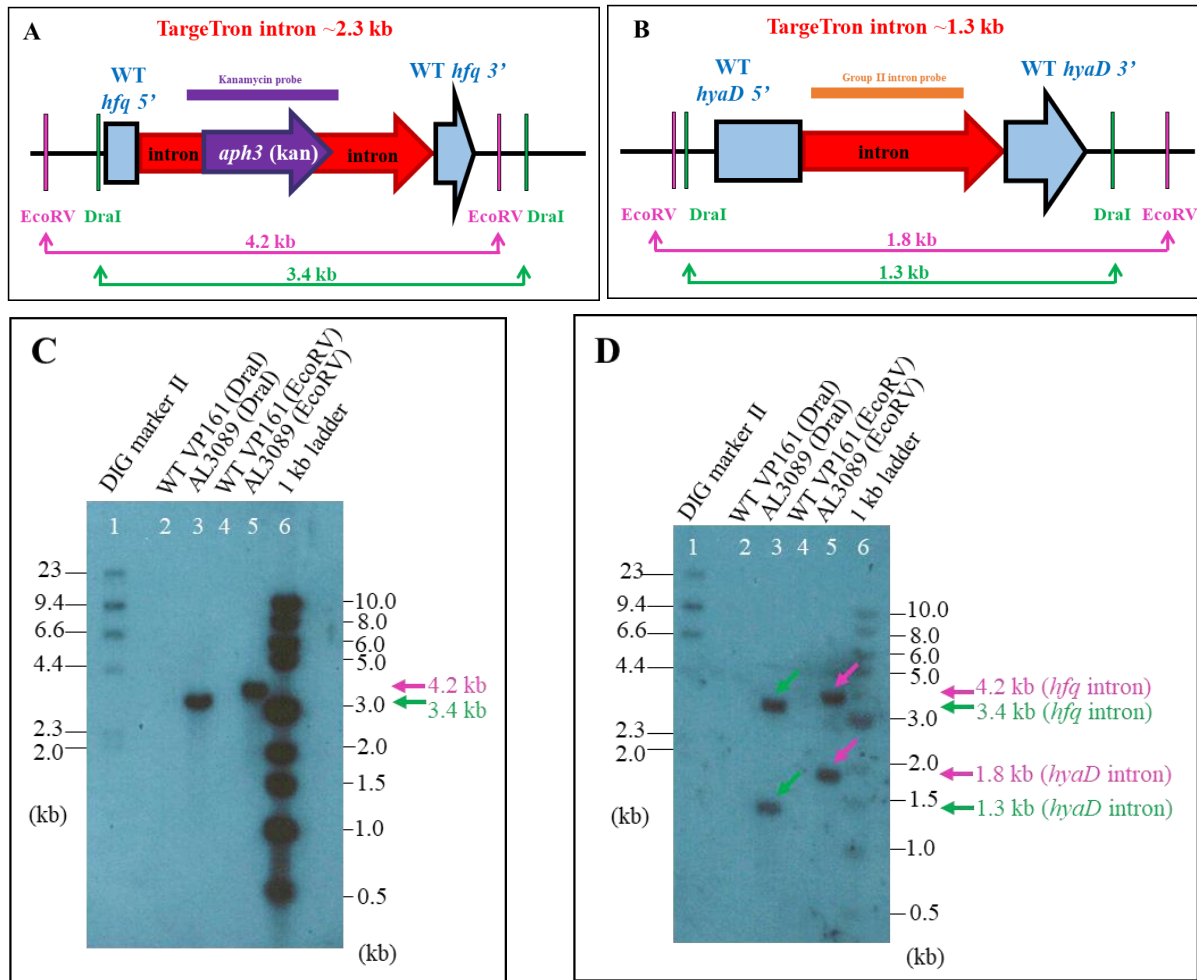 A
TargeTron intron ~2.3 kb
WT
hfq 5’
Kanamycin probe
WT hfq 3’
intron
aph3 (kan)
intron
EcoRV
DraI
EcoRV
DraI
4.2 kb
3.4 kb
B
TargeTron intron ~1.3 kb
WT
hyaD 5’
Group II intron probe
WT hyaD 3’
intron
EcoRV
DraI
DraI
EcoRV
1.8 kb
1.3 kb
C
DIG marker II
WT VP161 (DraI)
AL3089 (DraI)
WT VP161 (EcoRV)
AL3089 (EcoRV)
1 kb ladder
1 2 3 4 5 6
23
9.4
6.6
4.4
2.3
2.0
(kb)
10.0
8.0
6.0
5.0
3.0
2.0
1.5
1.0
0.5
(kb)
4.2 kb
3.4 kb
D
DIG marker II
WT VP161 (DraI)
AL3089 (DraI)
WT VP161 (EcoRV)
AL3089 (EcoRV)
1 kb ladder
1 2 3 4 5 6
23
9.4
6.6
4.4
2.3
2.0
(kb)
10.0
8.0
6.0
5.0
3.0
2.0
1.5
1.0
0.5
(kb)
4.2 kb (hfq intron)
3.4 kb (hfq intron)
1.8 kb (hyaD intron)
1.3 kb (hyaD intron)